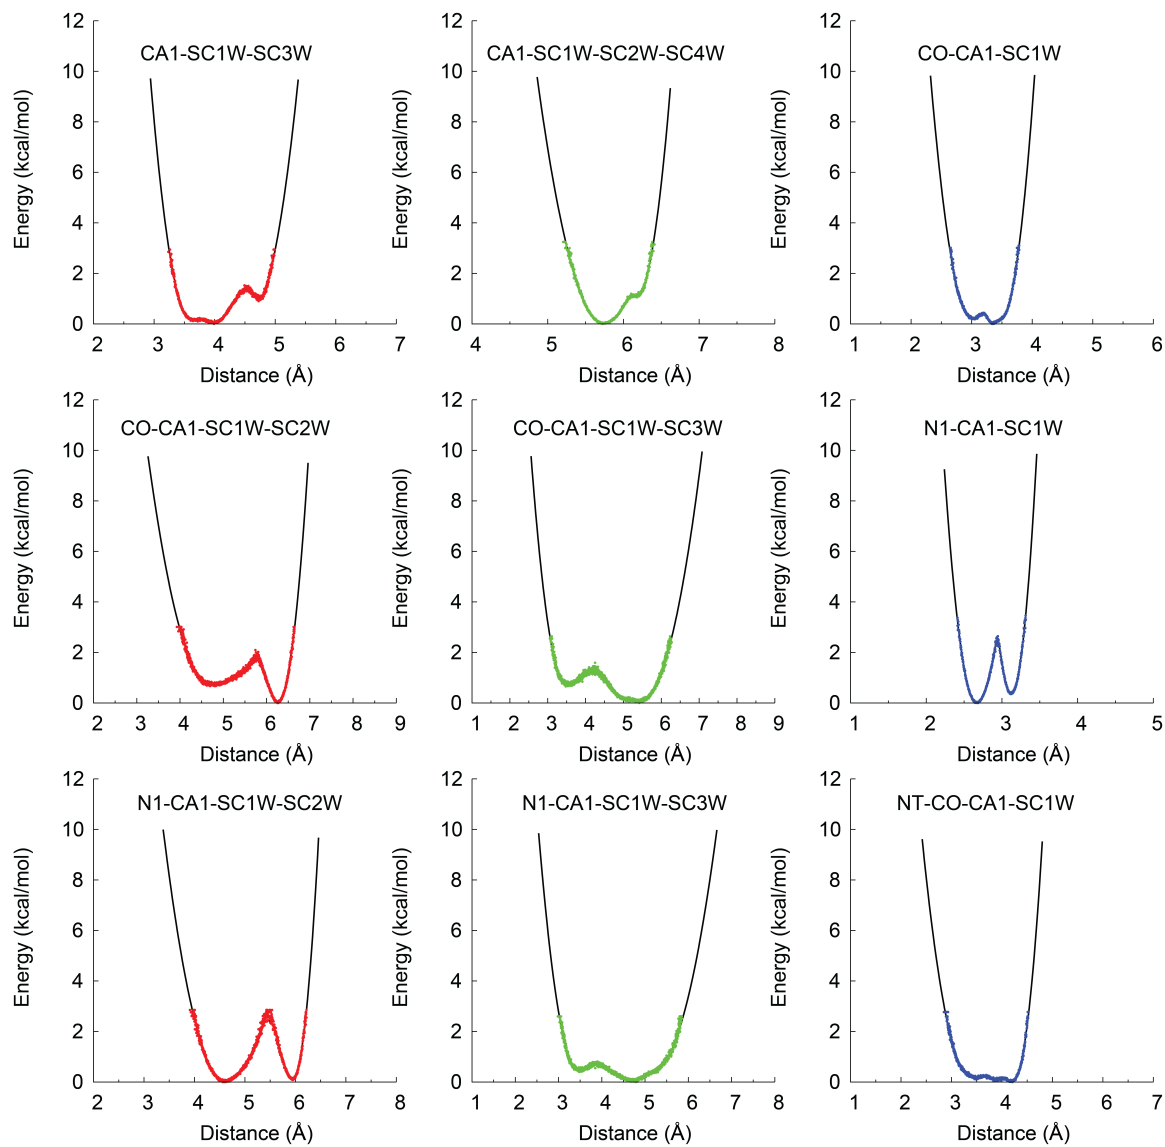 12
10
8
6
4
2
0
Energy (kcal/mol)
CA1-SC1W-SC3W
2 3 4 5 6 7
Distance (Å)
12
10
8
6
4
2
0
Energy (kcal/mol)
CA1-SC1W-SC2W-SC4W
4 5 6 7 8
Distance (Å)
12
10
8
6
4
2
0
Energy (kcal/mol)
CO-CA1-SC1W
1 2 3 4 5 6
Distance (Å)
12
10
8
6
4
2
0
Energy (kcal/mol)
CO-CA1-SC1W-SC2W
2 3 4 5 6 7 8 9
Distance (Å)
12
10
8
6
4
2
0
Energy (kcal/mol)
CO-CA1-SC1W-SC3W
1 2 3 4 5 6 7 8 9
Distance (Å)
12
10
8
6
4
2
0
Energy (kcal/mol)
N1-CA1-SC1W
1 2 3 4 5
Distance (Å)
12
10
8
6
4
2
0
Energy (kcal/mol)
N1-CA1-SC1W-SC2W
2 3 4 5 6 7 8
Distance (Å)
12
10
8
6
4
2
0
Energy (kcal/mol)
N1-CA1-SC1W-SC3W
1 2 3 4 5 6 7 8
Distance (Å)
12
10
8
6
4
2
0
Energy (kcal/mol)
NT-CO-CA1-SC1W
1 2 3 4 5 6 7
Distance (Å)